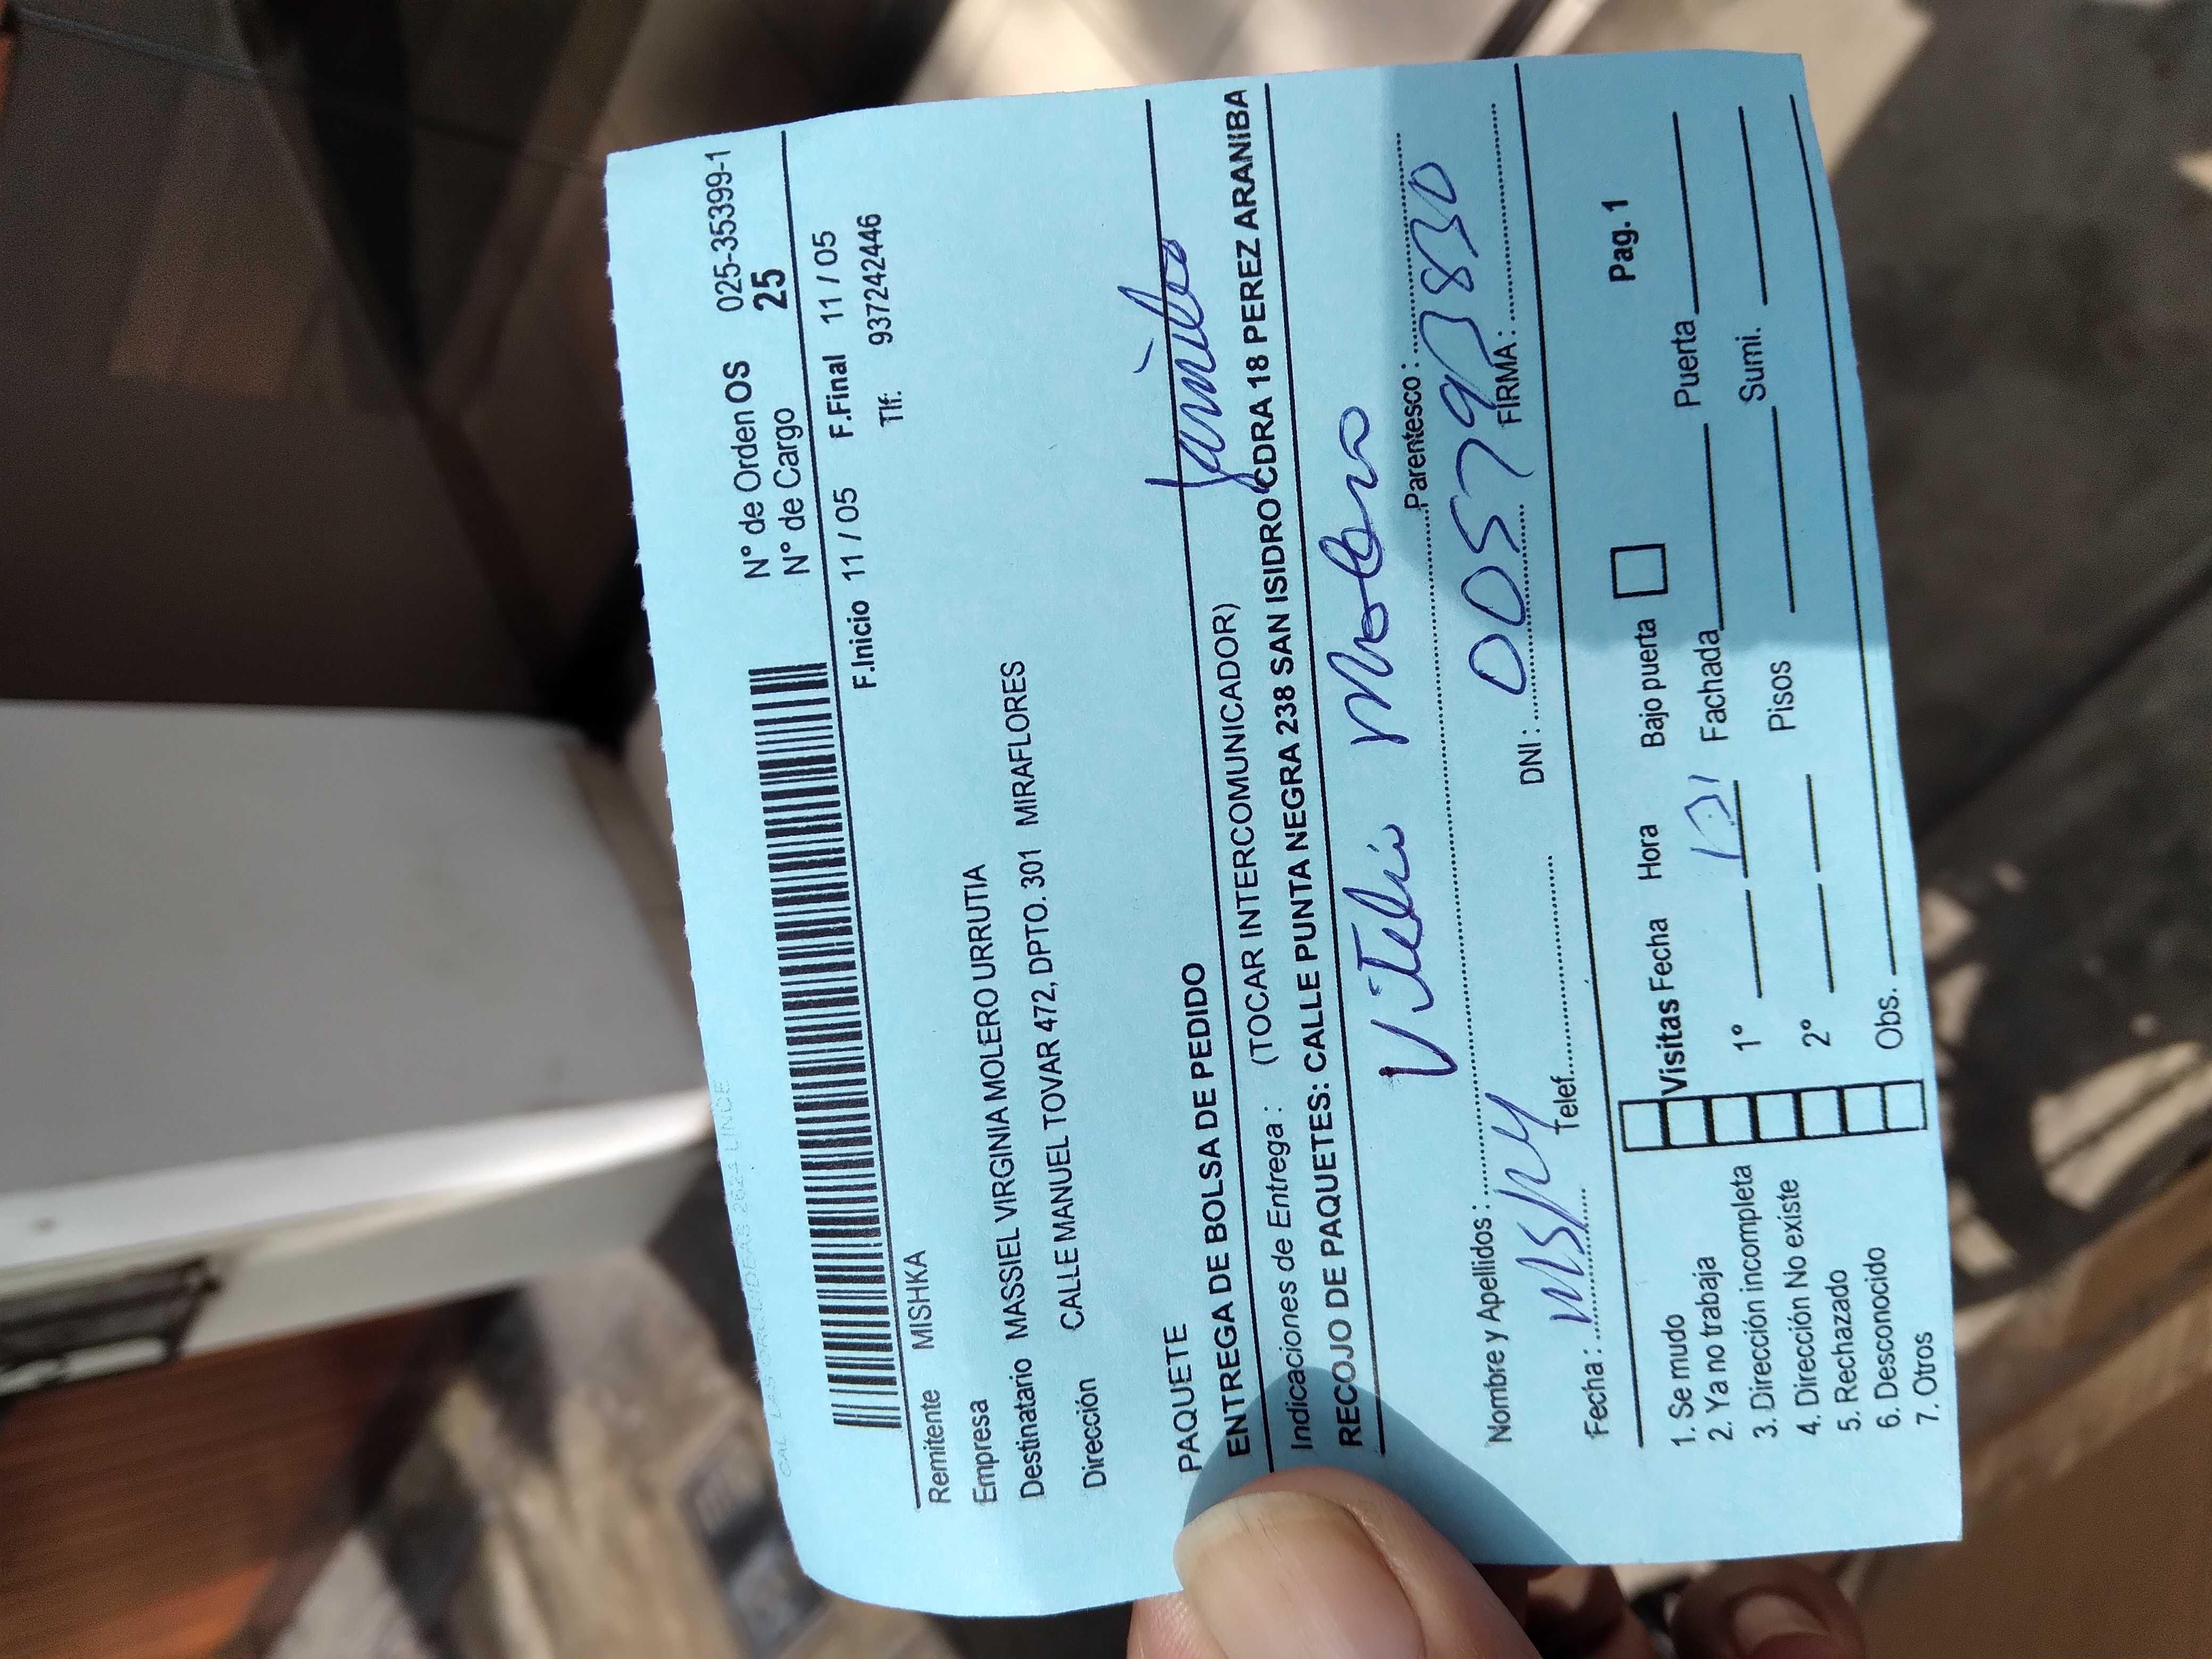 N° de Orden OS 025-35399-1
N° de Cargo 25
F.Inicio 11 / 05 F.Final 11 / 05
Remitente MISHKA Tlf. 937242446
Empresa
Destinatario MASSIEL VIRGINIA MOLERO URRUTIA
Dirección CALLE MANUEL TOVAR 472, DPTO. 301 MIRAFLORES
PAQUETE
ENTREGA DE BOLSA DE PEDIDO
Indicaciones de Entrega : (TOCAR INTERCOMUNICADOR)
RECOJO DE PAQUETES: CALLE PUNTA NEGRA 238 SAN ISIDRO CDRA 18 PEREZ ARANIBA
Molero
Nombre y Apellidos : Parentesco :
Fecha : Telef. DNI : FIRMA :
1. Se mudo
2. Ya no trabaja
3. Dirección incompleta
4. Dirección No existe
5. Rechazado
6. Desconocido
7. Otros
Visitas Fecha Hora Bajo puerta Pag.1
1° Fachada Puerta
2° Pisos Sumi.
Obs.